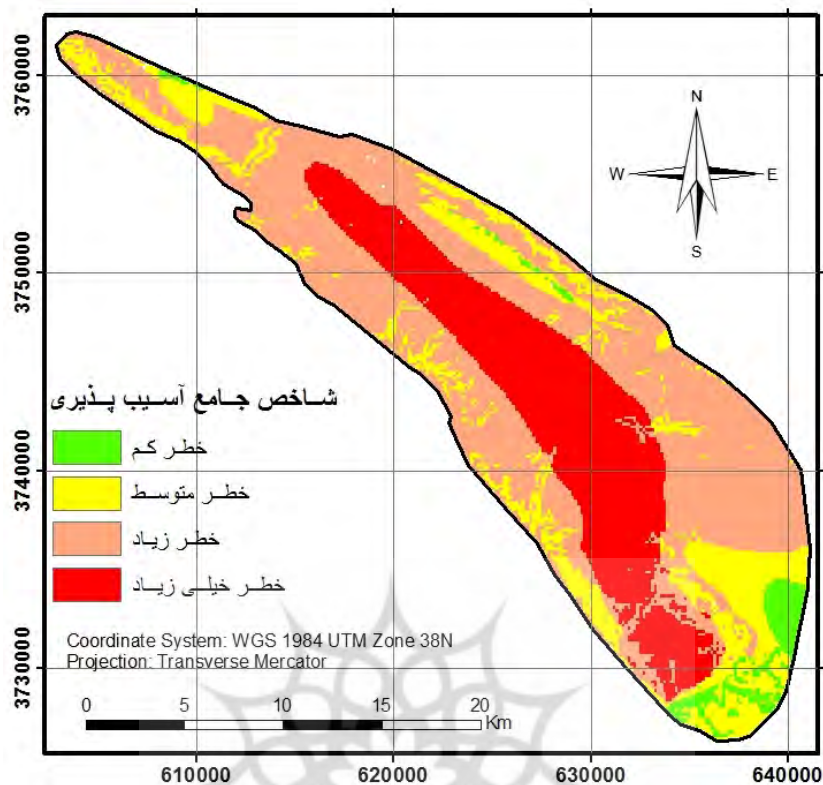 3760000
3750000
3740000
3730000
N
W
E
S
شاخص جامع آسیب پذیری
خطر کم
خطر متوسط
خطر زیاد
خطر خیلی زیاد
Coordinate System: WGS 1984 UTM Zone 38N
Projection: Transverse Mercator
0 5 10 15 20
Km
610000 620000 630000 640000